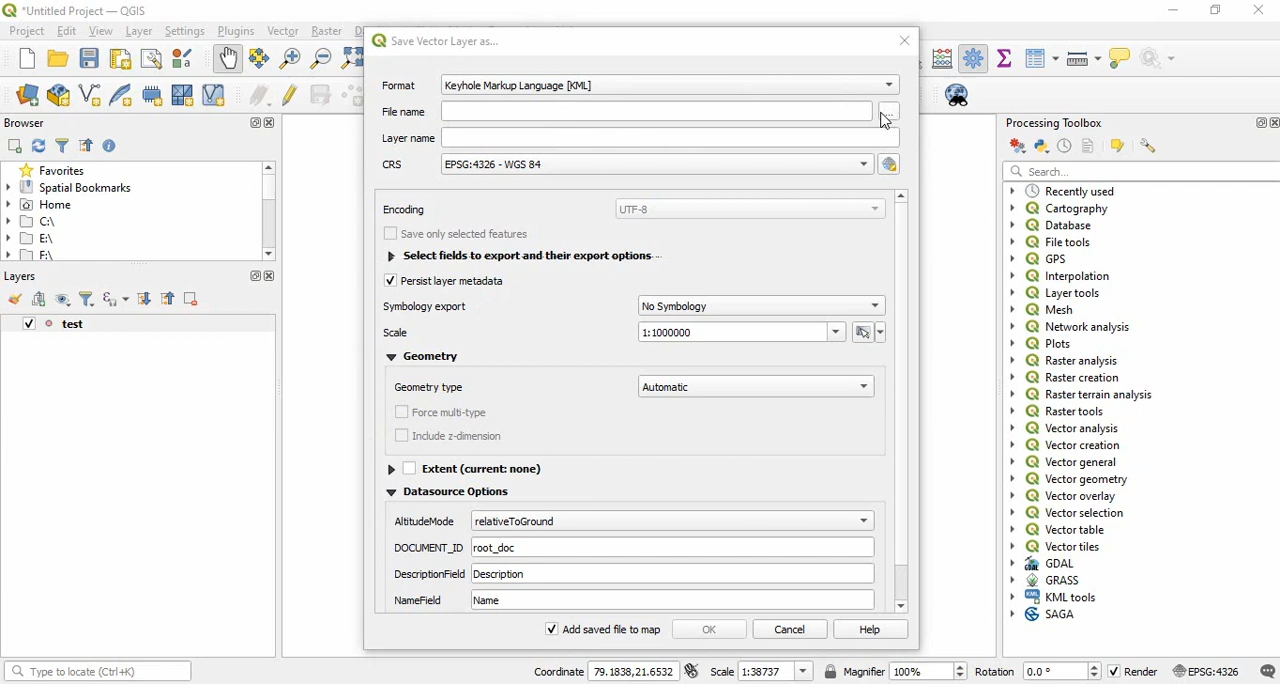 *Untitled Project — QGIS
Project Edit View Layer Settings Plugins Vector Raster
Save Vector Layer as...
Format Keyhole Markup Language [KML]
File name
...
Layer name
CRS EPSG:4326 - WGS 84
Encoding UTF-8
Save only selected features
Select fields to export and their export options
Persist layer metadata
Symbology export No Symbology
Scale 1:1000000
Geometry
Geometry type Automatic
Force multi-type
Include z-dimension
Extent (current: none)
Datasource Options
AltitudeMode relativeToGround
DOCUMENT_ID root_doc
DescriptionField Description
NameField Name
Add saved file to map OK Cancel Help
Browser
Favorites
Spatial Bookmarks
Home
C:\
E:\
F:\
Layers
test
Processing Toolbox
Search...
Recently used
Cartography
Database
File tools
GPS
Interpolation
Layer tools
Mesh
Network analysis
Plots
Raster analysis
Raster creation
Raster terrain analysis
Raster tools
Vector analysis
Vector creation
Vector general
Vector geometry
Vector overlay
Vector selection
Vector table
Vector tiles
GDAL
GRASS
KML tools
SAGA
Type to locate (Ctrl+K) Coordinate 79.1838,21.6532 Scale 1:38737 Magnifier 100% Rotation 0.0 ° Render EPSG:4326